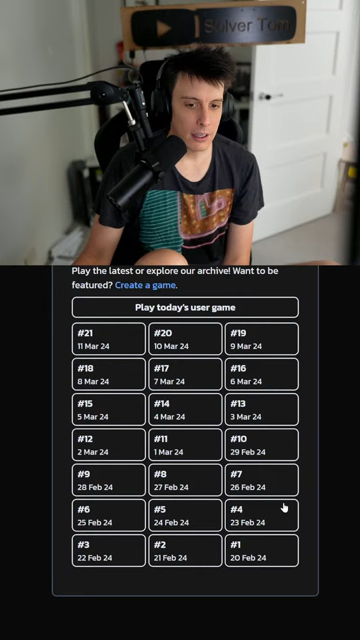 Solver Tom
Play the latest or explore our archive! Want to be
featured? Create a game.
Play today's user game
#21 #20 #19
11 Mar 24 10 Mar 24 9 Mar 24
#18 #17 #16
8 Mar 24 7 Mar 24 6 Mar 24
#15 #14 #13
5 Mar 24 4 Mar 24 3 Mar 24
#12 #11 #10
2 Mar 24 1 Mar 24 29 Feb 24
#9 #8 #7
28 Feb 24 27 Feb 24 26 Feb 24
#6 #5 #4
25 Feb 24 24 Feb 24 23 Feb 24
#3 #2 #1
22 Feb 24 21 Feb 24 20 Feb 24